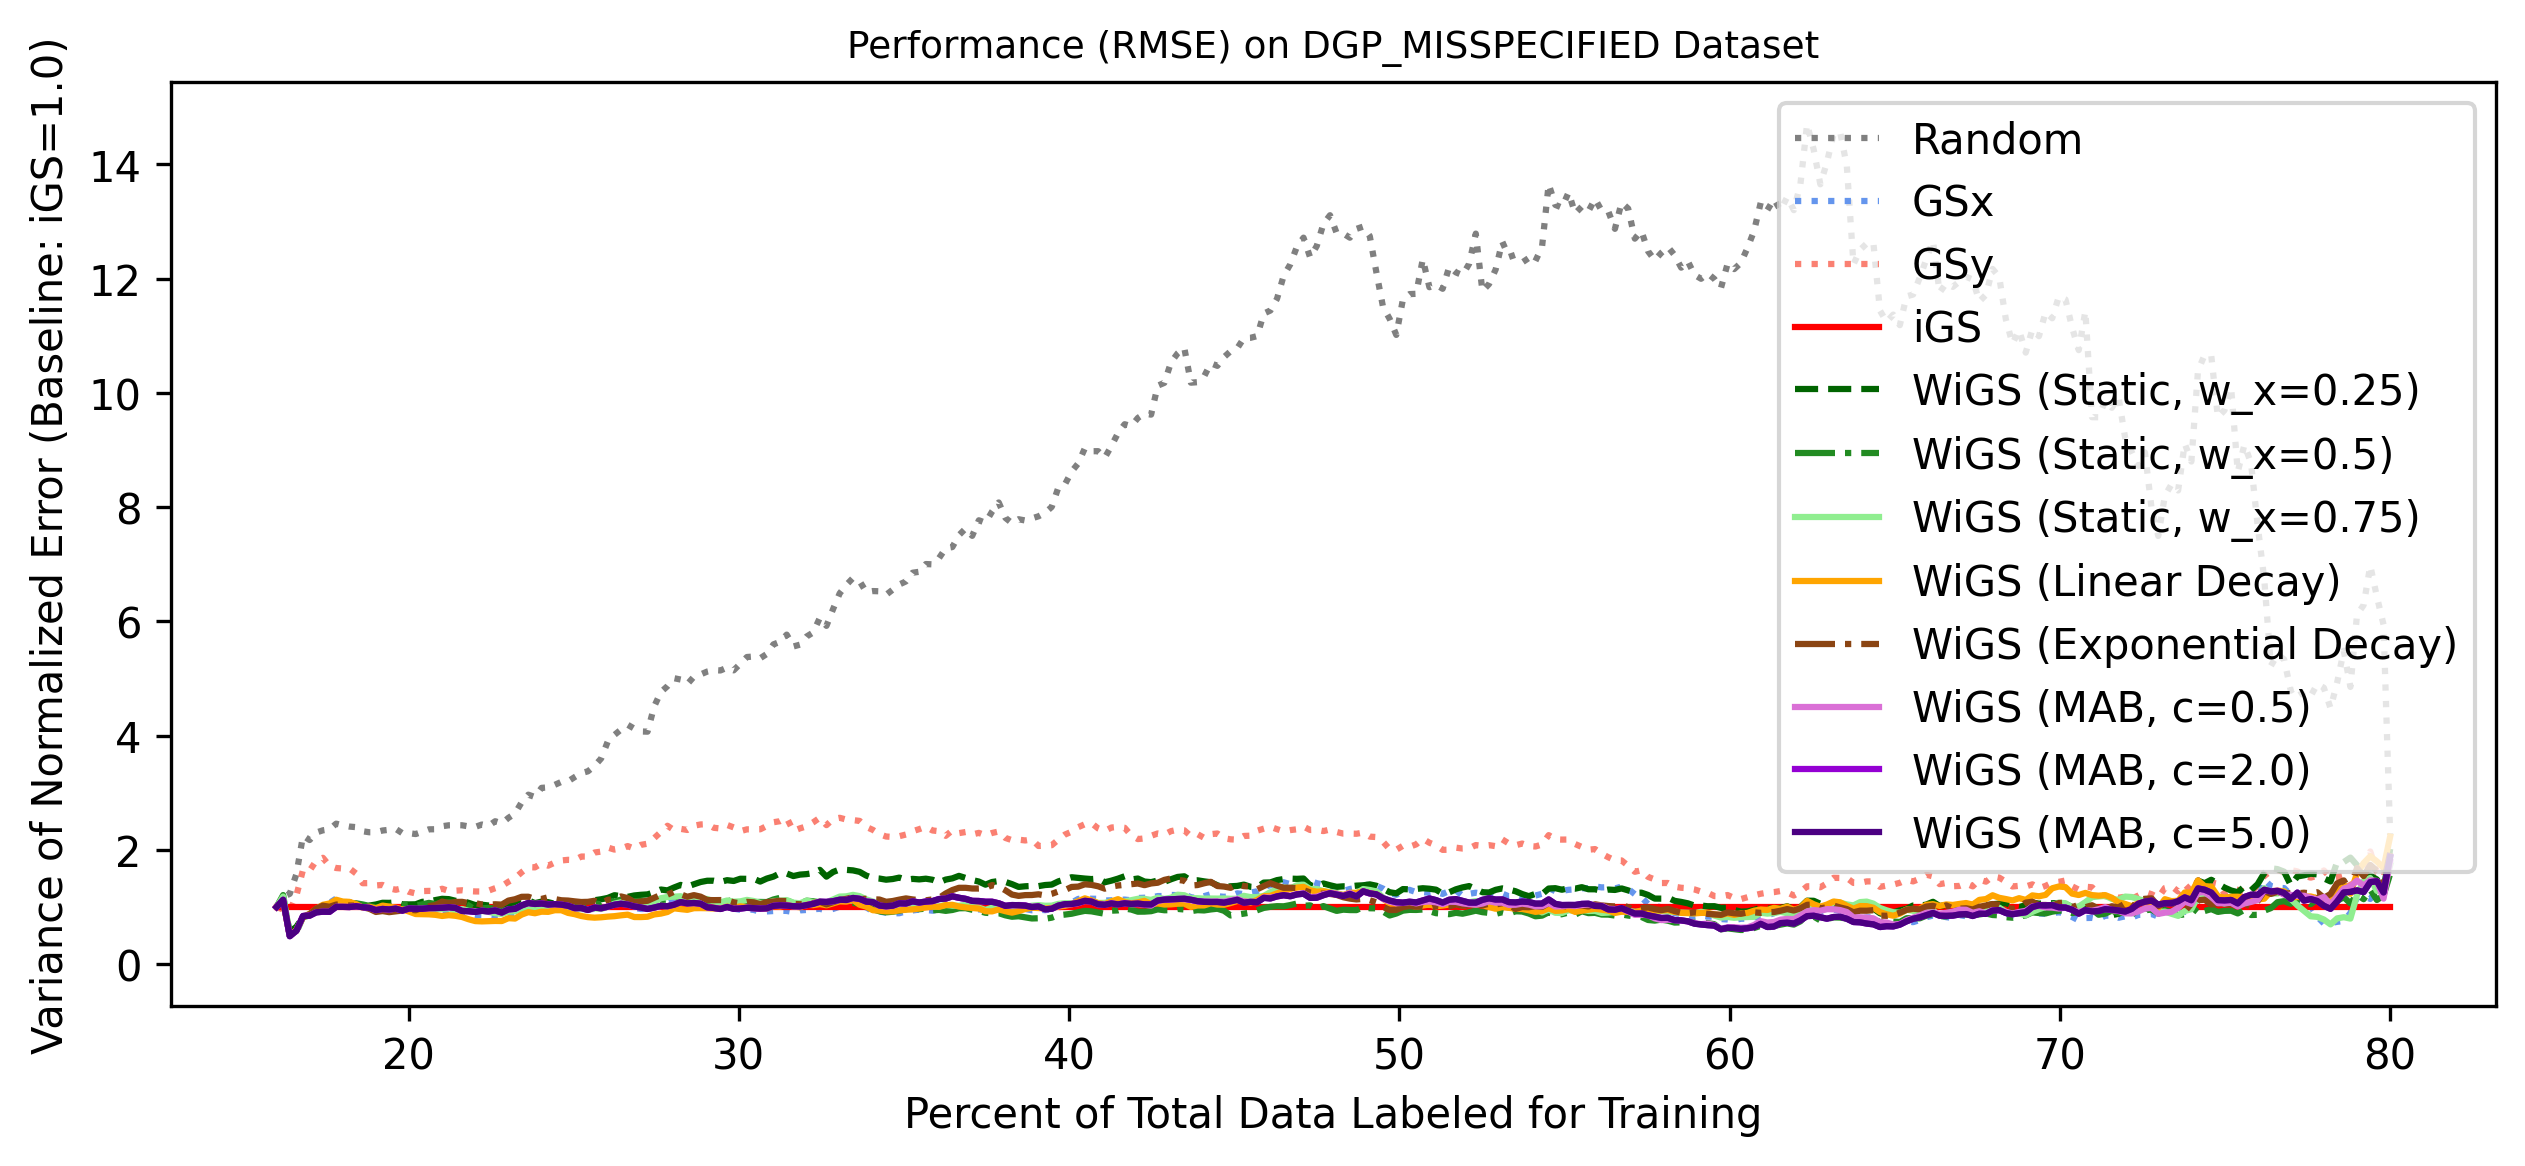 Performance (RMSE) on DGP_MISSPECIFIED Dataset
Variance of Normalized Error (Baseline: iGS=1.0)
14
12
10
8
6
4
2
0
20 30 40 50 60 70 80
Percent of Total Data Labeled for Training
Random
GSx
GSy
iGS
WiGS (Static, w_x=0.25)
WiGS (Static, w_x=0.5)
WiGS (Static, w_x=0.75)
WiGS (Linear Decay)
WiGS (Exponential Decay)
WiGS (MAB, c=0.5)
WiGS (MAB, c=2.0)
WiGS (MAB, c=5.0)